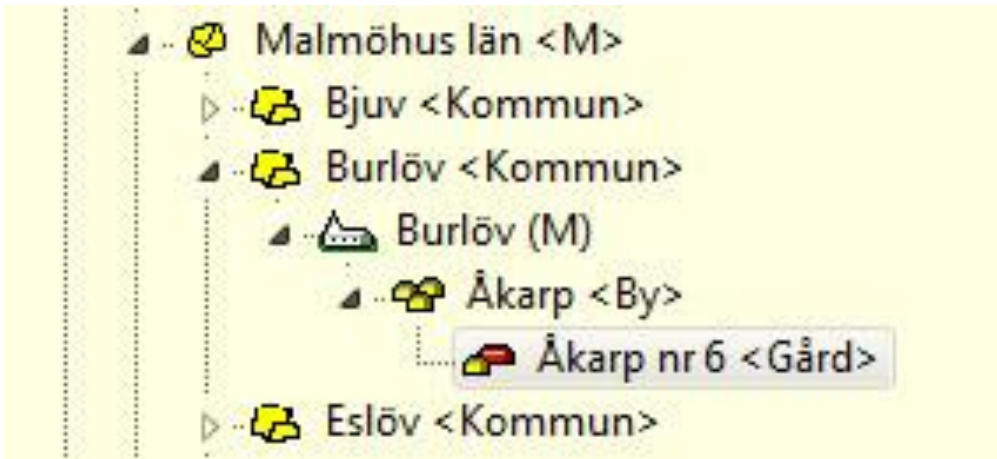 Malmöhus län <M>
Bjuv <Kommun>
Burlöv <Kommun>
Burlöv (M)
Åkarp <By>
Åkarp nr 6 <Gård>
Eslöv <Kommun>